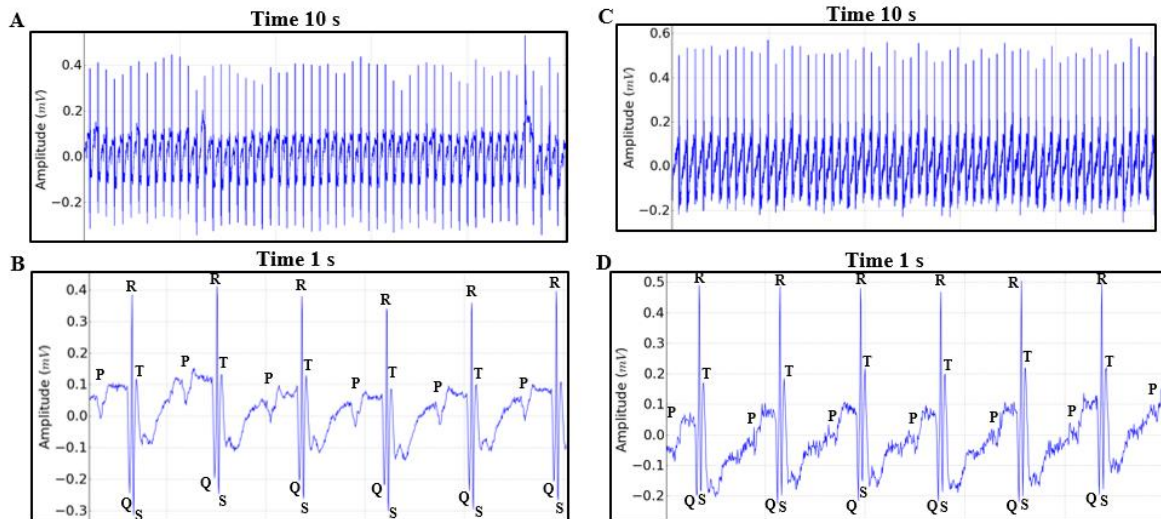 A
Time 10 s
Amplitude (mV)
0.4
0.2
0.0
−0.2
C
Time 10 s
Amplitude (mV)
0.6
0.4
0.2
0.0
−0.2
B
Time 1 s
Amplitude (mV)
0.4
0.3
0.2
0.1
0.0
−0.1
−0.2
−0.3
R R R R R R
P T P T P T P T P T P
Q S Q S Q S Q S Q S Q S
D
Time 1 s
Amplitude (mV)
0.5
0.4
0.3
0.2
0.1
0.0
−0.1
−0.2
R R R R R R
P T P T P T P T P T P T P
Q S Q S Q S Q S Q S Q S